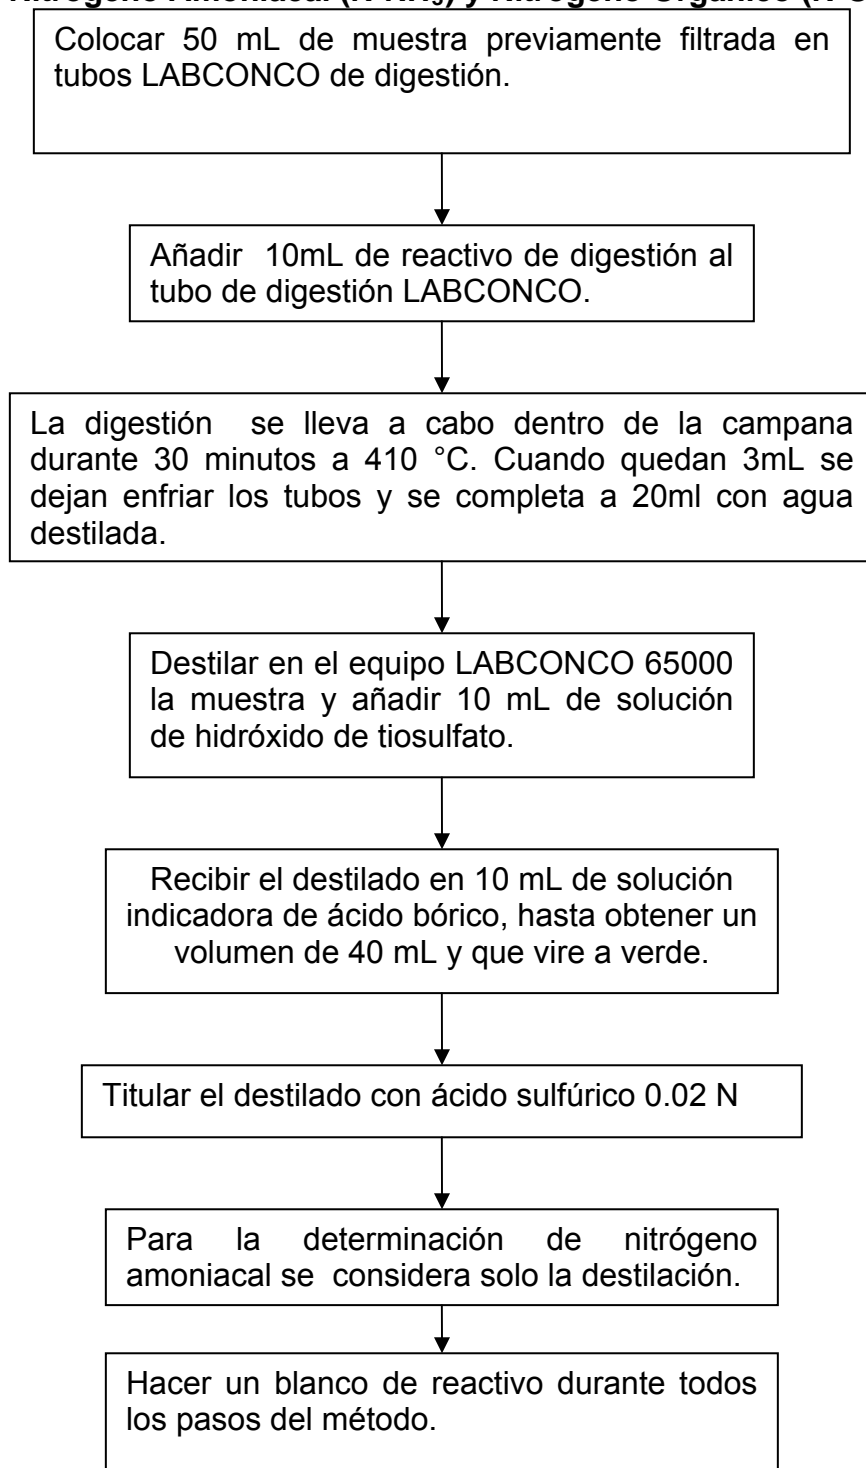 Nitrógeno Amoniacal (N-NH₃) y Nitrógeno Orgánico (N-
Colocar 50 mL de muestra previamente filtrada en
tubos LABCONCO de digestión.
Añadir 10mL de reactivo de digestión al
tubo de digestión LABCONCO.
La digestión se lleva a cabo dentro de la campana
durante 30 minutos a 410 °C. Cuando quedan 3mL se
dejan enfriar los tubos y se completa a 20ml con agua
destilada.
Destilar en el equipo LABCONCO 65000
la muestra y añadir 10 mL de solución
de hidróxido de tiosulfato.
Recibir el destilado en 10 mL de solución
indicadora de ácido bórico, hasta obtener un
volumen de 40 mL y que vire a verde.
Titular el destilado con ácido sulfúrico 0.02 N
Para la determinación de nitrógeno
amoniacal se considera solo la destilación.
Hacer un blanco de reactivo durante todos
los pasos del método.